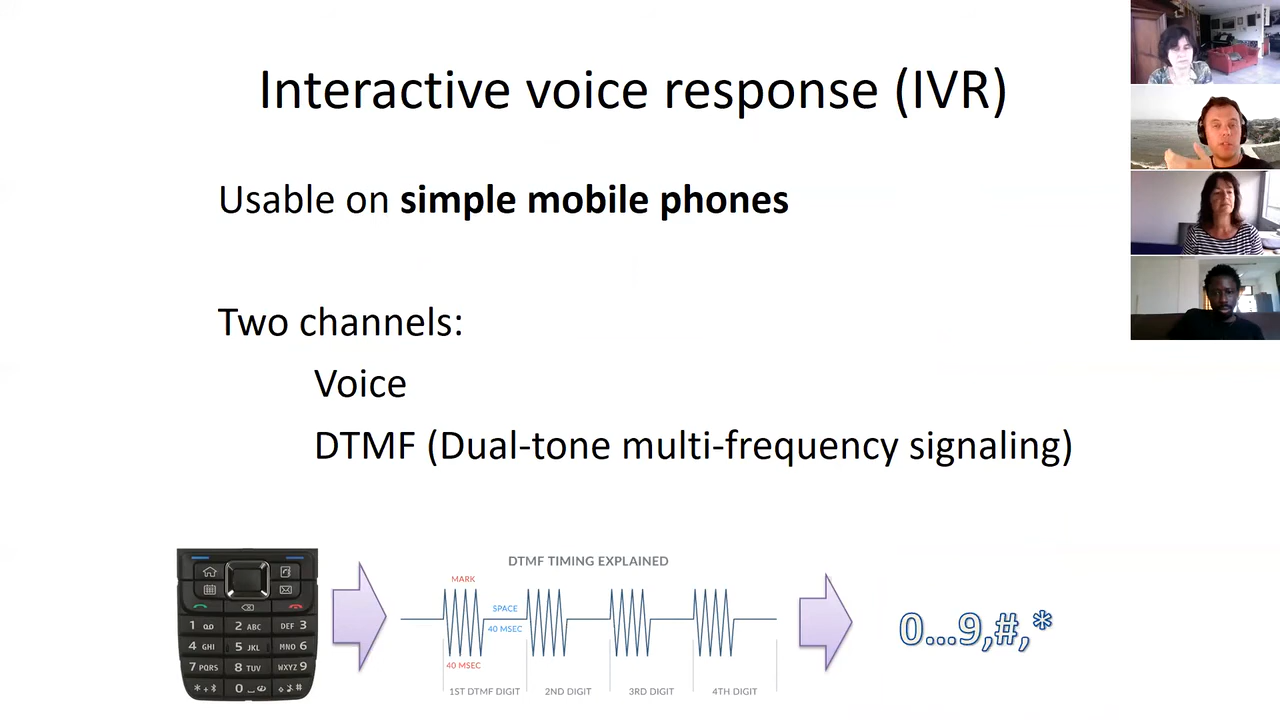 Interactive voice response (IVR)
Usable on simple mobile phones
Two channels:
Voice
DTMF (Dual-tone multi-frequency signaling)
DTMF TIMING EXPLAINED
MARK
SPACE
40 MSEC
40 MSEC
1ST DTMF DIGIT 2ND DIGIT 3RD DIGIT 4TH DIGIT
1 2 ABC DEF 3
4 GHI 5 JKL MNO 6
7 PQRS 8 TUV WXYZ 9
* + 0 #
0...9,#,*